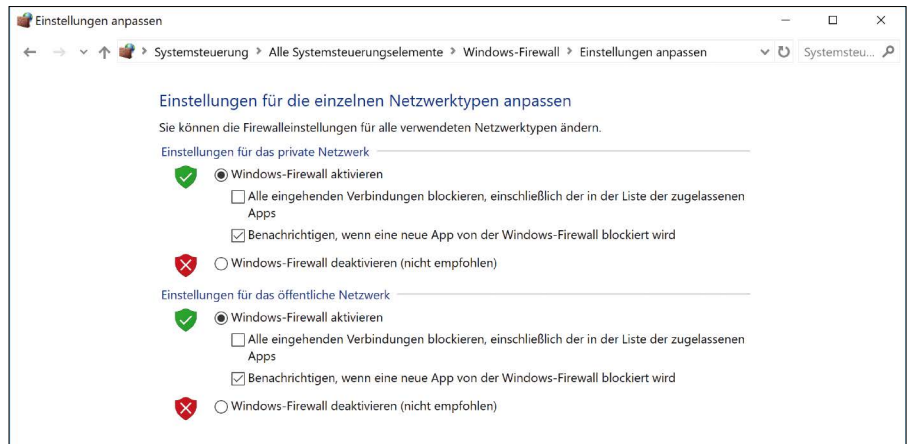 Einstellungen anpassen
Systemsteuerung > Alle Systemsteuerungselemente > Windows-Firewall > Einstellungen anpassen
Systemsteu...
Einstellungen für die einzelnen Netzwerktypen anpassen
Sie können die Firewalleinstellungen für alle verwendeten Netzwerktypen ändern.
Einstellungen für das private Netzwerk
Windows-Firewall aktivieren
Alle eingehenden Verbindungen blockieren, einschließlich der in der Liste der zugelassenen
Apps
Benachrichtigen, wenn eine neue App von der Windows-Firewall blockiert wird
Windows-Firewall deaktivieren (nicht empfohlen)
Einstellungen für das öffentliche Netzwerk
Windows-Firewall aktivieren
Alle eingehenden Verbindungen blockieren, einschließlich der in der Liste der zugelassenen
Apps
Benachrichtigen, wenn eine neue App von der Windows-Firewall blockiert wird
Windows-Firewall deaktivieren (nicht empfohlen)